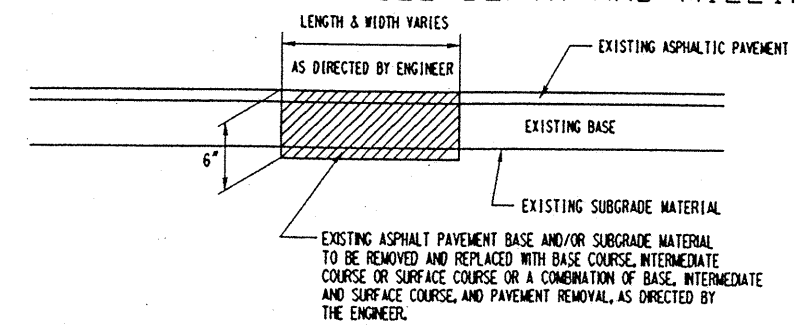 LENGTH & WIDTH VARIES
EXISTING ASPHALTIC PAVEMENT
AS DIRECTED BY ENGINEER
EXISTING BASE
6"
EXISTING SUBGRADE MATERIAL
EXISTING ASPHALT PAVEMENT BASE AND/OR SUBGRADE MATERIAL
TO BE REMOVED AND REPLACED WITH BASE COURSE, INTERMEDIATE
COURSE OR SURFACE COURSE OR A COMBINATION OF BASE, INTERMEDIATE
AND SURFACE COURSE, AND PAVEMENT REMOVAL, AS DIRECTED BY
THE ENGINEER.